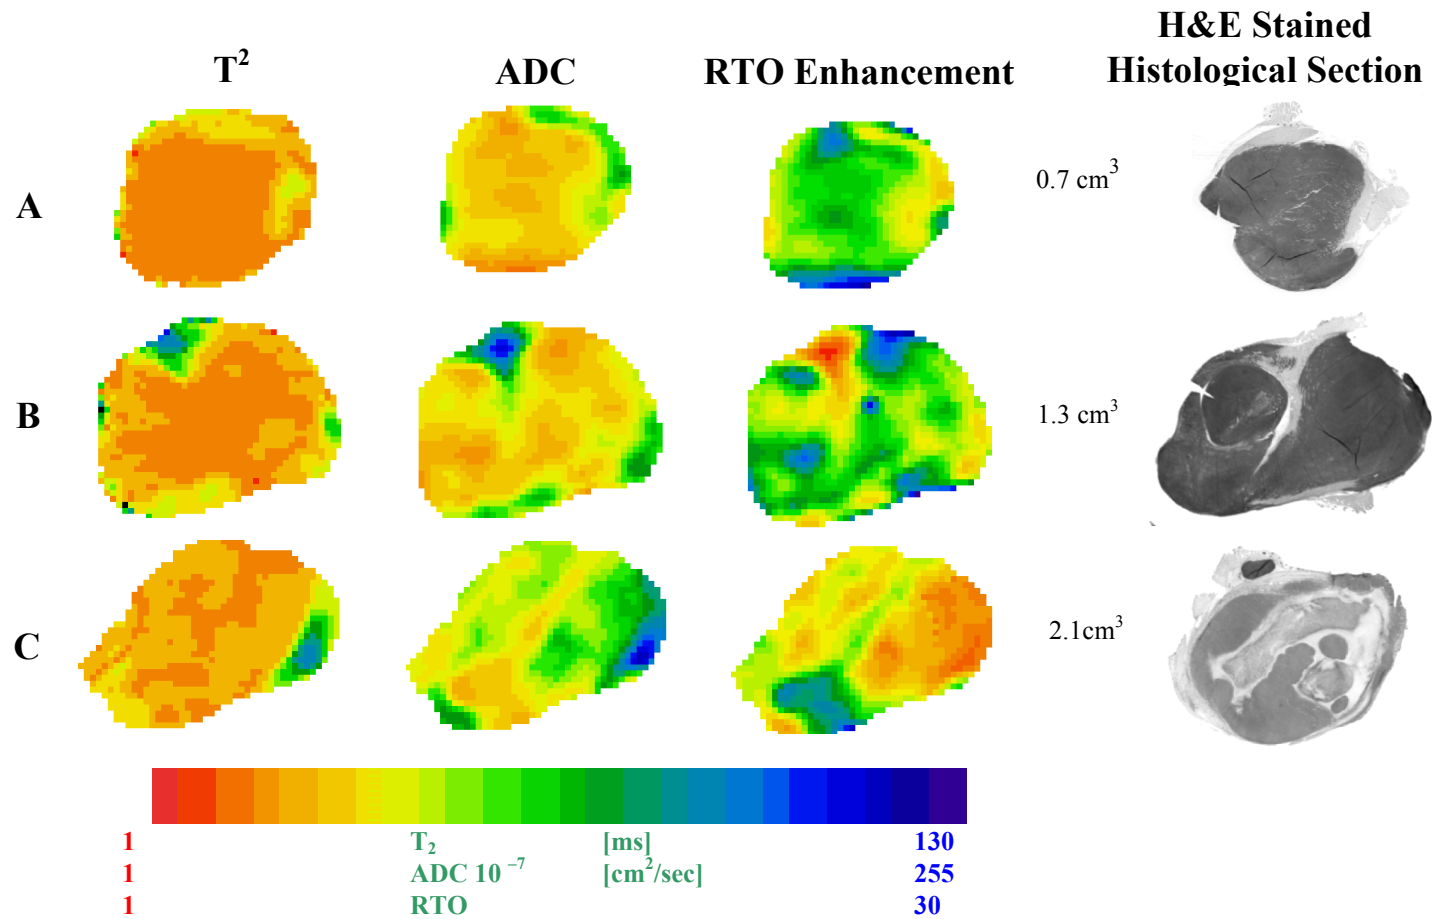 H&E Stained
Histological Section
T² ADC RTO Enhancement
A 0.7 cm³
B 1.3 cm³
C 2.1cm³
1 T₂ [ms] 130
1 ADC 10 ⁻⁷ [cm²/sec] 255
1 RTO 30